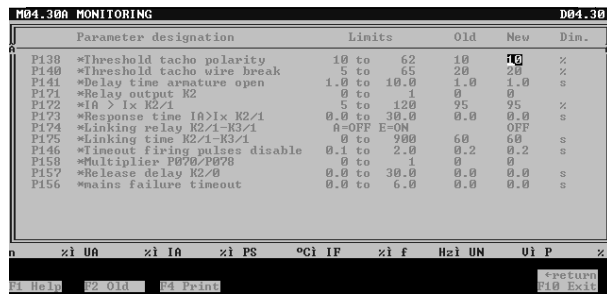 M04.30A MONITORING D04.30
Parameter designation Limits Old New Dim.
P138 *Threshold tacho polarity 10 to 62 10 10 %
P140 *Threshold tacho wire break 5 to 65 20 20 %
P141 *Delay time armature open 1.0 to 10.0 1.0 1.0 s
P171 *Relay output K2 0 to 1 0 0
P172 *IA > Ix K2/1 5 to 120 95 95 %
P173 *Response time IA>Ix K2/1 0.0 to 30.0 0.0 0.0 s
P174 *Linking relay K2/1-K3/1 A=OFF E=ON OFF
P175 *Linking time K2/1-K3/1 0 to 900 60 60 s
P146 *Timeout firing pulses disable 0.1 to 2.0 0.2 0.2 s
P158 *Multiplier P070/P078 0 to 1 0 0
P157 *Release delay K2/0 0.0 to 30.0 0.0 0.0 s
P156 *mains failure timeout 0.0 to 6.0 0.0 0.0 s
n %ì UA %ì IA %ì PS ºCì IF %ì f Hzì UN Uì P %
←return
F1 Help F2 Old F4 Print F10 Exit